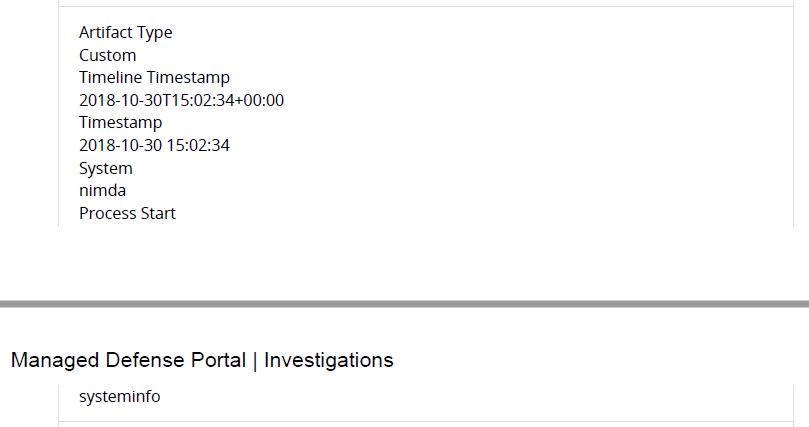 Artifact Type
Custom
Timeline Timestamp
2018-10-30T15:02:34+00:00
Timestamp
2018-10-30 15:02:34
System
nimda
Process Start
Managed Defense Portal | Investigations
systeminfo